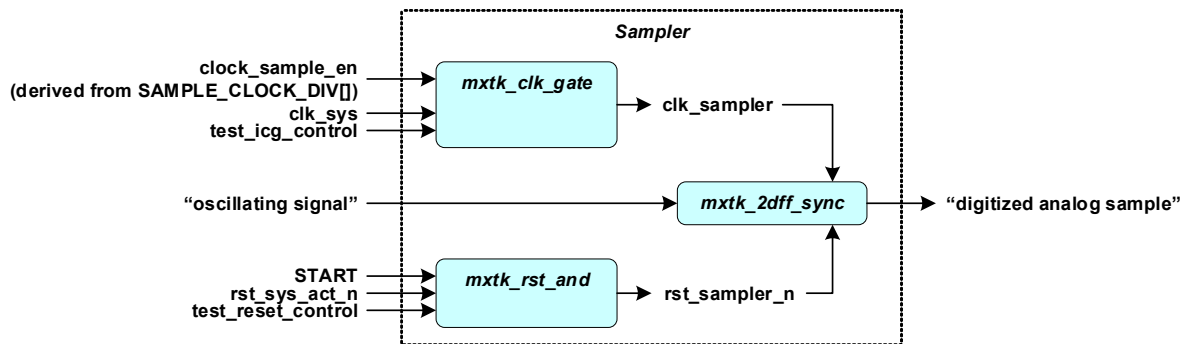 Sampler
clock_sample_en
(derived from SAMPLE_CLOCK_DIV[])
clk_sys
test_icg_control
mxtk_clk_gate
clk_sampler
“oscillating signal”
mxtk_2dff_sync
“digitized analog sample”
START
rst_sys_act_n
test_reset_control
mxtk_rst_and
rst_sampler_n